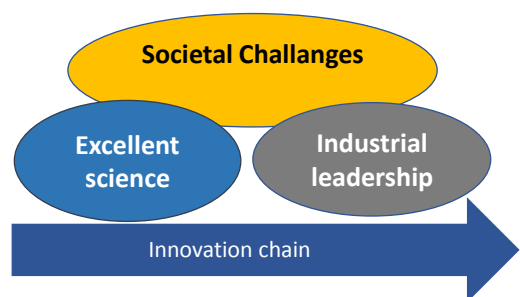 Societal Challanges
Excellent
science
Industrial
leadership
Innovation chain